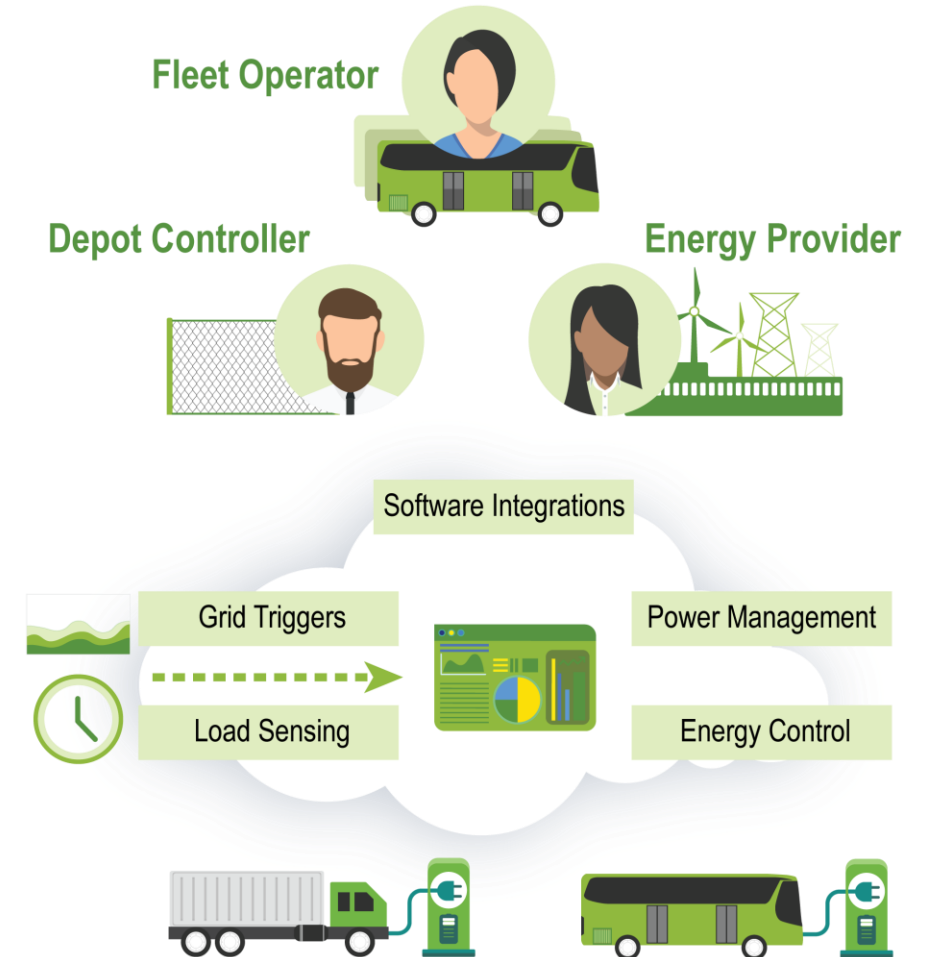 Fleet Operator
Depot Controller
Energy Provider
Software Integrations
Grid Triggers
Power Management
Load Sensing
Energy Control